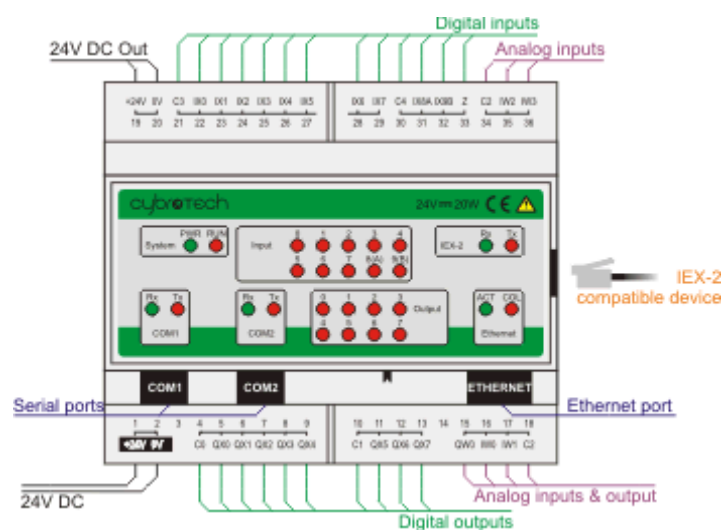 Digital inputs
24V DC Out
Analog inputs
+24V 0V C3 IX0 IX1 IX2 IX3 IX4 IX5 IX6 IX7 C4 IX8A IX9B Z C2 IW2 IW3
19 20 21 22 23 24 25 26 27 28 29 30 31 32 33 34 35 36
cybrotech 24V 20W CE
System PWR RUN
Input 0 1 2 3 4
5 6 7 8(A) 9(B)
IEX-2 Rx Tx
IEX-2
compatible device
Rx Tx
COM1
Rx Tx
COM2
0 1 2 3 Output
4 5 6 7
ACT COL
Ethernet
COM1 COM2 ETHERNET
Serial ports
Ethernet port
1 2 3 4 5 6 7 8 9 10 11 12 13 14 15 16 17 18
+24V 0V C0 QX0 QX1 QX2 QX3 QX4 C1 QX5 QX6 QX7 QW0 IW0 IW1 C2
24V DC
Analog inputs & output
Digital outputs